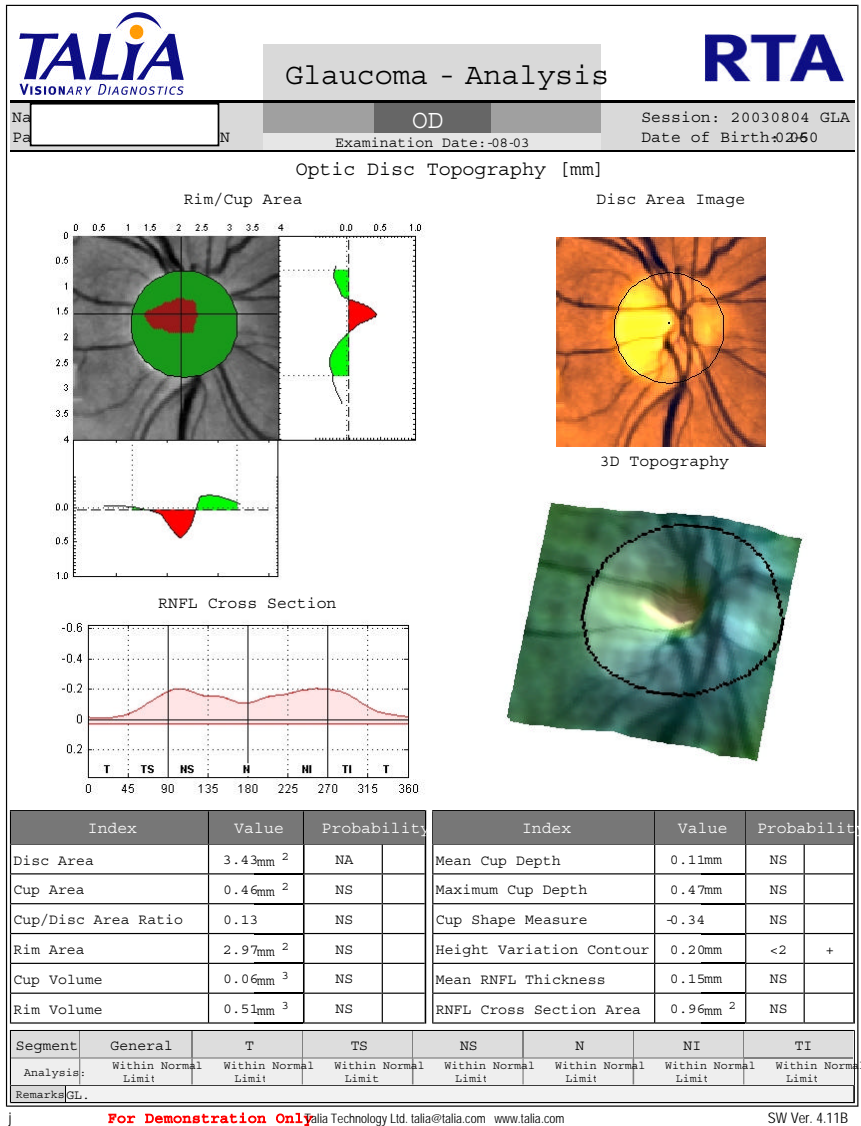 TALIA
VISIONARY DIAGNOSTICS
Glaucoma - Analysis
RTA
Na
Pa N
OD
Examination Date:-08-03
Session: 20030804 GLA
Date of Birth:
Optic Disc Topography [mm]
Rim/Cup Area
Disc Area Image
0 0.5 1 1.5 2 2.5 3 3.5 4
0.0 0.5 1.0
0
0.5
1
1.5
2
2.5
3
3.5
4
3D Topography
0.0
0.5
1.0
RNFL Cross Section
-0.6
-0.4
-0.2
0
0.2
T TS NS N NI TI T
0 45 90 135 180 225 270 315 360
Index Value Probability Index Value Probability
Disc Area 3.43mm 2 NA Mean Cup Depth 0.11mm NS
Cup Area 0.46mm 2 NS Maximum Cup Depth 0.47mm NS
Cup/Disc Area Ratio 0.13 NS Cup Shape Measure -0.34 NS
Rim Area 2.97mm 2 NS Height Variation Contour 0.20mm <2 +
Cup Volume 0.06mm 3 NS Mean RNFL Thickness 0.15mm NS
Rim Volume 0.51mm 3 NS RNFL Cross Section Area 0.96mm 2 NS
Segment General T TS NS N NI TI
Analysis: Within Normal Limit Within Normal Limit Within Normal Limit Within Normal Limit Within Normal Limit Within Normal Limit Within Normal Limit
Remarks GL.
j For Demonstration Only Talia Technology Ltd. talia@talia.com www.talia.com SW Ver. 4.11B